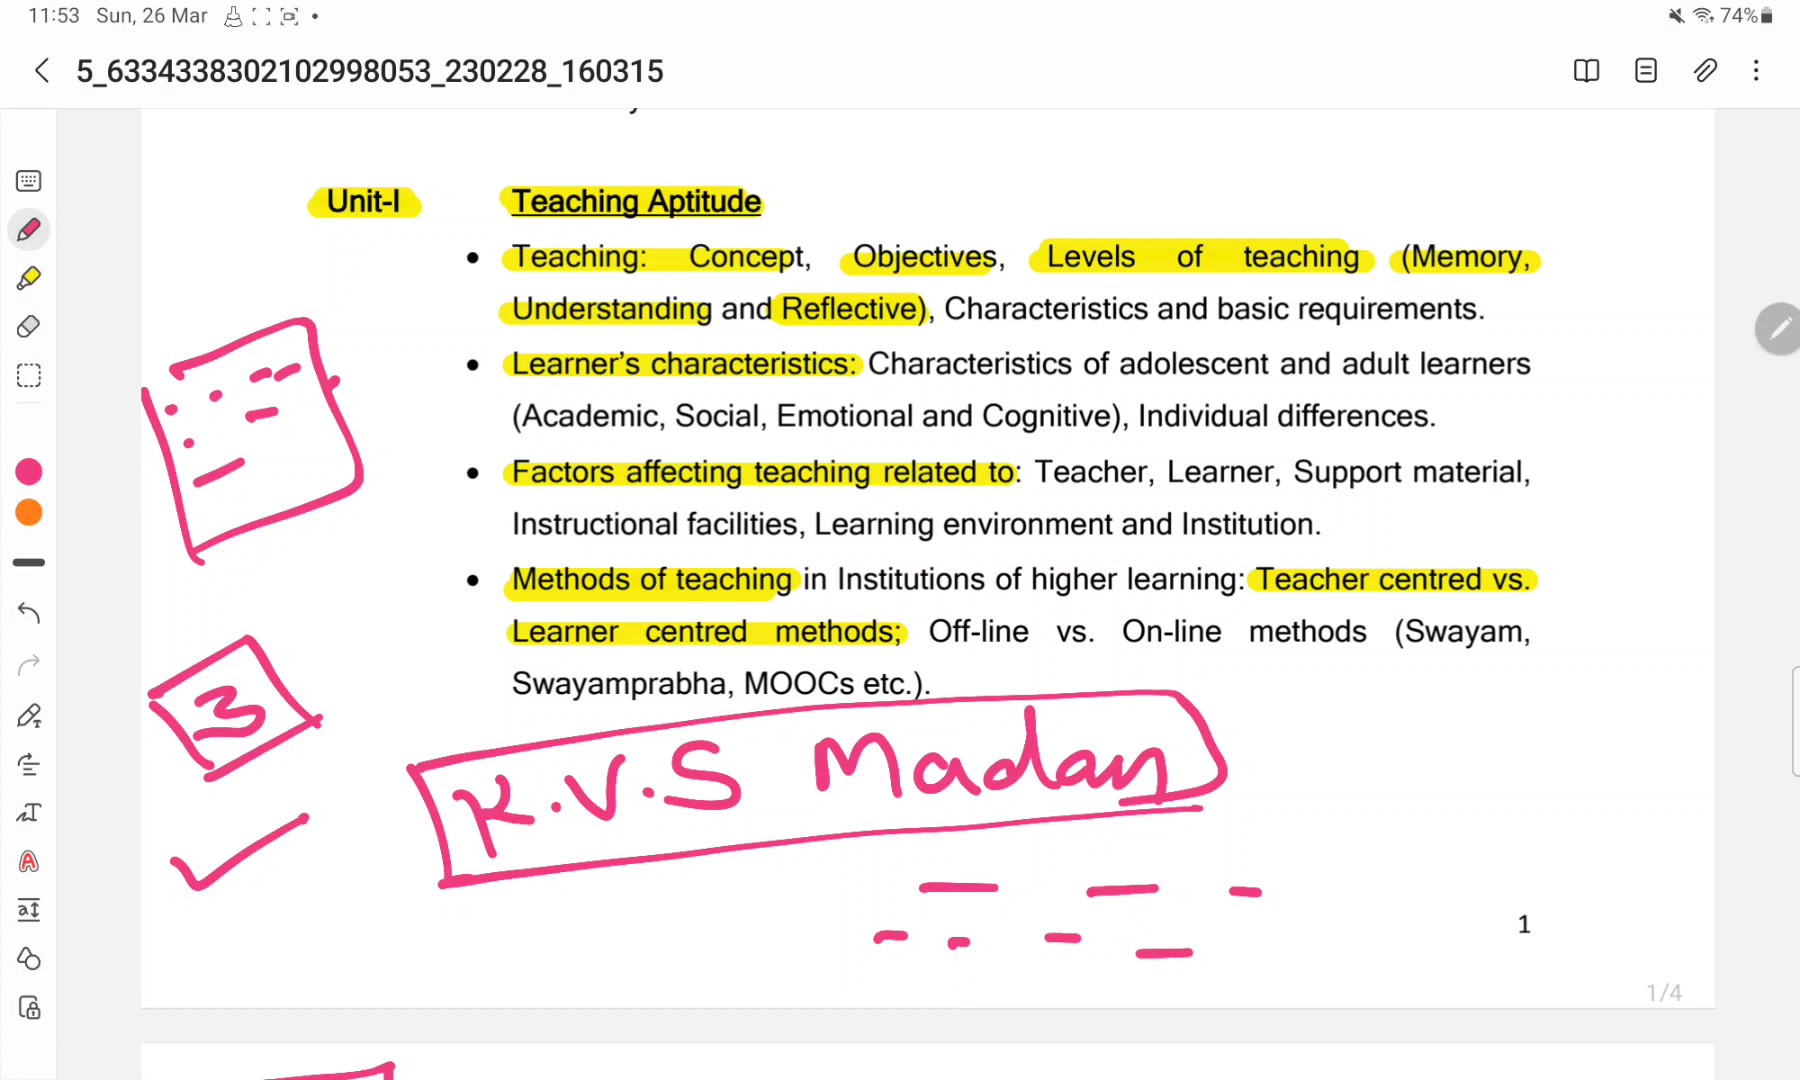 11:53 Sun, 26 Mar
74%
5_6334338302102998053_230228_160315
Unit-I Teaching Aptitude
• Teaching: Concept, Objectives, Levels of teaching (Memory,
Understanding and Reflective), Characteristics and basic requirements.
• Learner's characteristics: Characteristics of adolescent and adult learners
(Academic, Social, Emotional and Cognitive), Individual differences.
• Factors affecting teaching related to: Teacher, Learner, Support material,
Instructional facilities, Learning environment and Institution.
• Methods of teaching in Institutions of higher learning: Teacher centred vs.
Learner centred methods; Off-line vs. On-line methods (Swayam,
Swayamprabha, MOOCs etc.).
3
K.V.S Madan
1
1/4